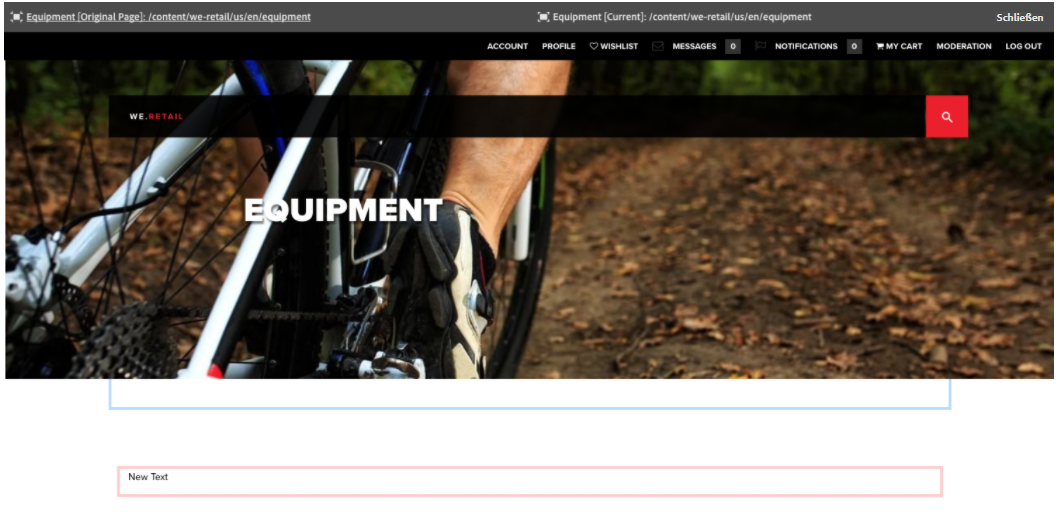 Equipment [Original Page]: /content/we-retail/us/en/equipment
Equipment [Current]: /content/we-retail/us/en/equipment
Schließen
ACCOUNT PROFILE WISHLIST MESSAGES 0 NOTIFICATIONS 0 MY CART MODERATION LOG OUT
WE.RETAIL
EQUIPMENT
New Text